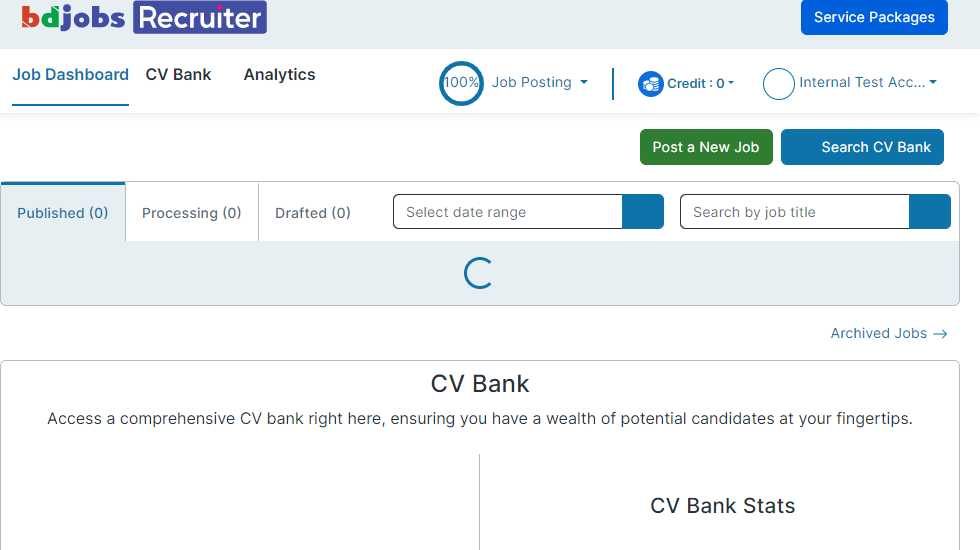 bdjobs Recruiter
Service Packages
Job Dashboard CV Bank Analytics
100% Job Posting
Credit : 0
Internal Test Acc...
Post a New Job
Search CV Bank
Published (0) Processing (0) Drafted (0)
Select date range
Search by job title
Archived Jobs →
CV Bank
Access a comprehensive CV bank right here, ensuring you have a wealth of potential candidates at your fingertips.
CV Bank Stats